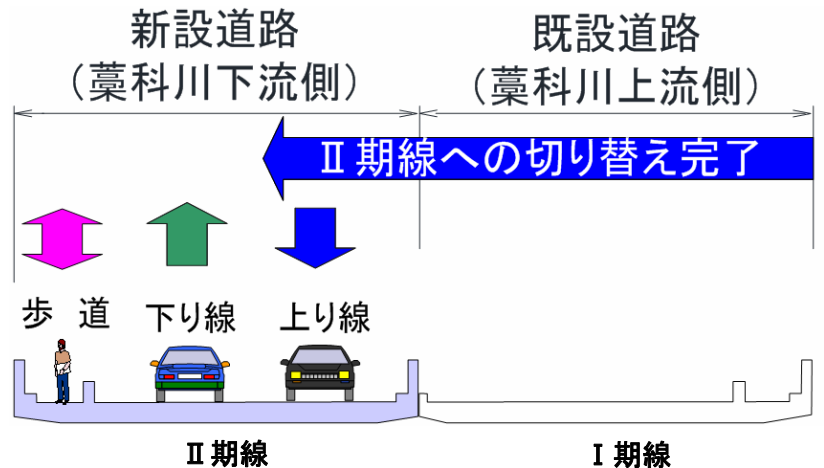 新設道路
（藁科川下流側）
既設道路
（藁科川上流側）
Ⅱ期線への切り替え完了
歩 道
下り線
上り線
Ⅱ期線
Ⅰ期線